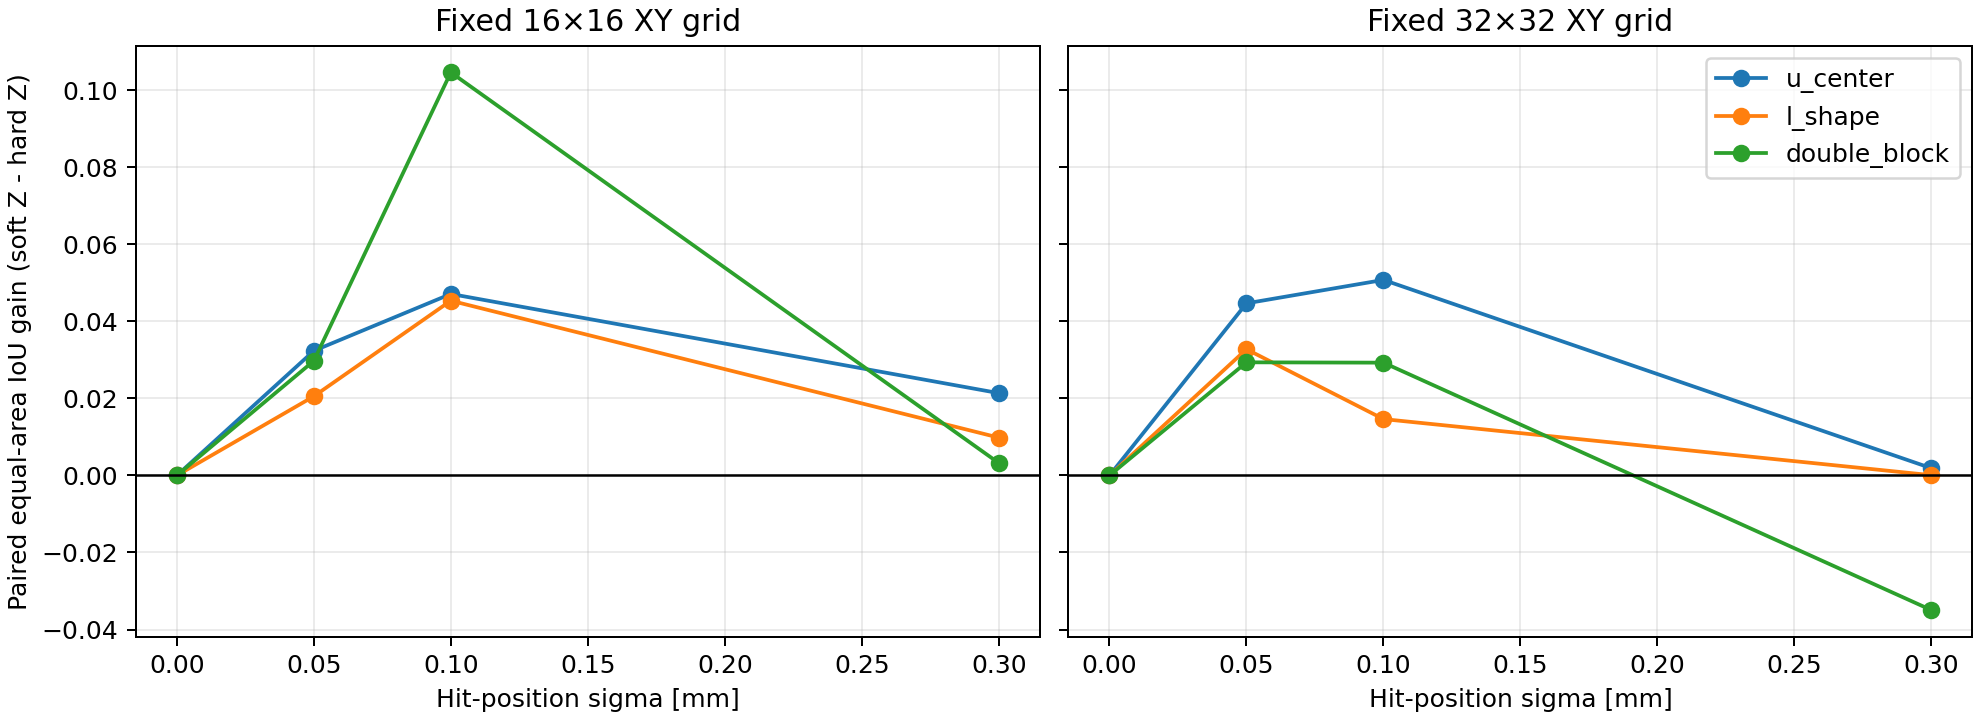 Fixed 16×16 XY grid
Paired equal-area IoU gain (soft Z - hard Z)
0.10
0.08
0.06
0.04
0.02
0.00
−0.02
−0.04
0.00 0.05 0.10 0.15 0.20 0.25 0.30
Hit-position sigma [mm]
Fixed 32×32 XY grid
u_center
l_shape
double_block
0.00 0.05 0.10 0.15 0.20 0.25 0.30
Hit-position sigma [mm]